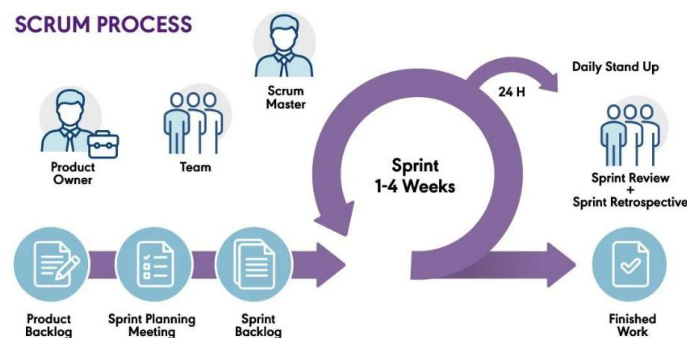 SCRUM PROCESS
Scrum
Master
Product
Owner
Team
24 H
Daily Stand Up
Sprint
1-4 Weeks
Sprint Review
+
Sprint Retrospective
Product
Backlog
Sprint Planning
Meeting
Sprint
Backlog
Finished
Work